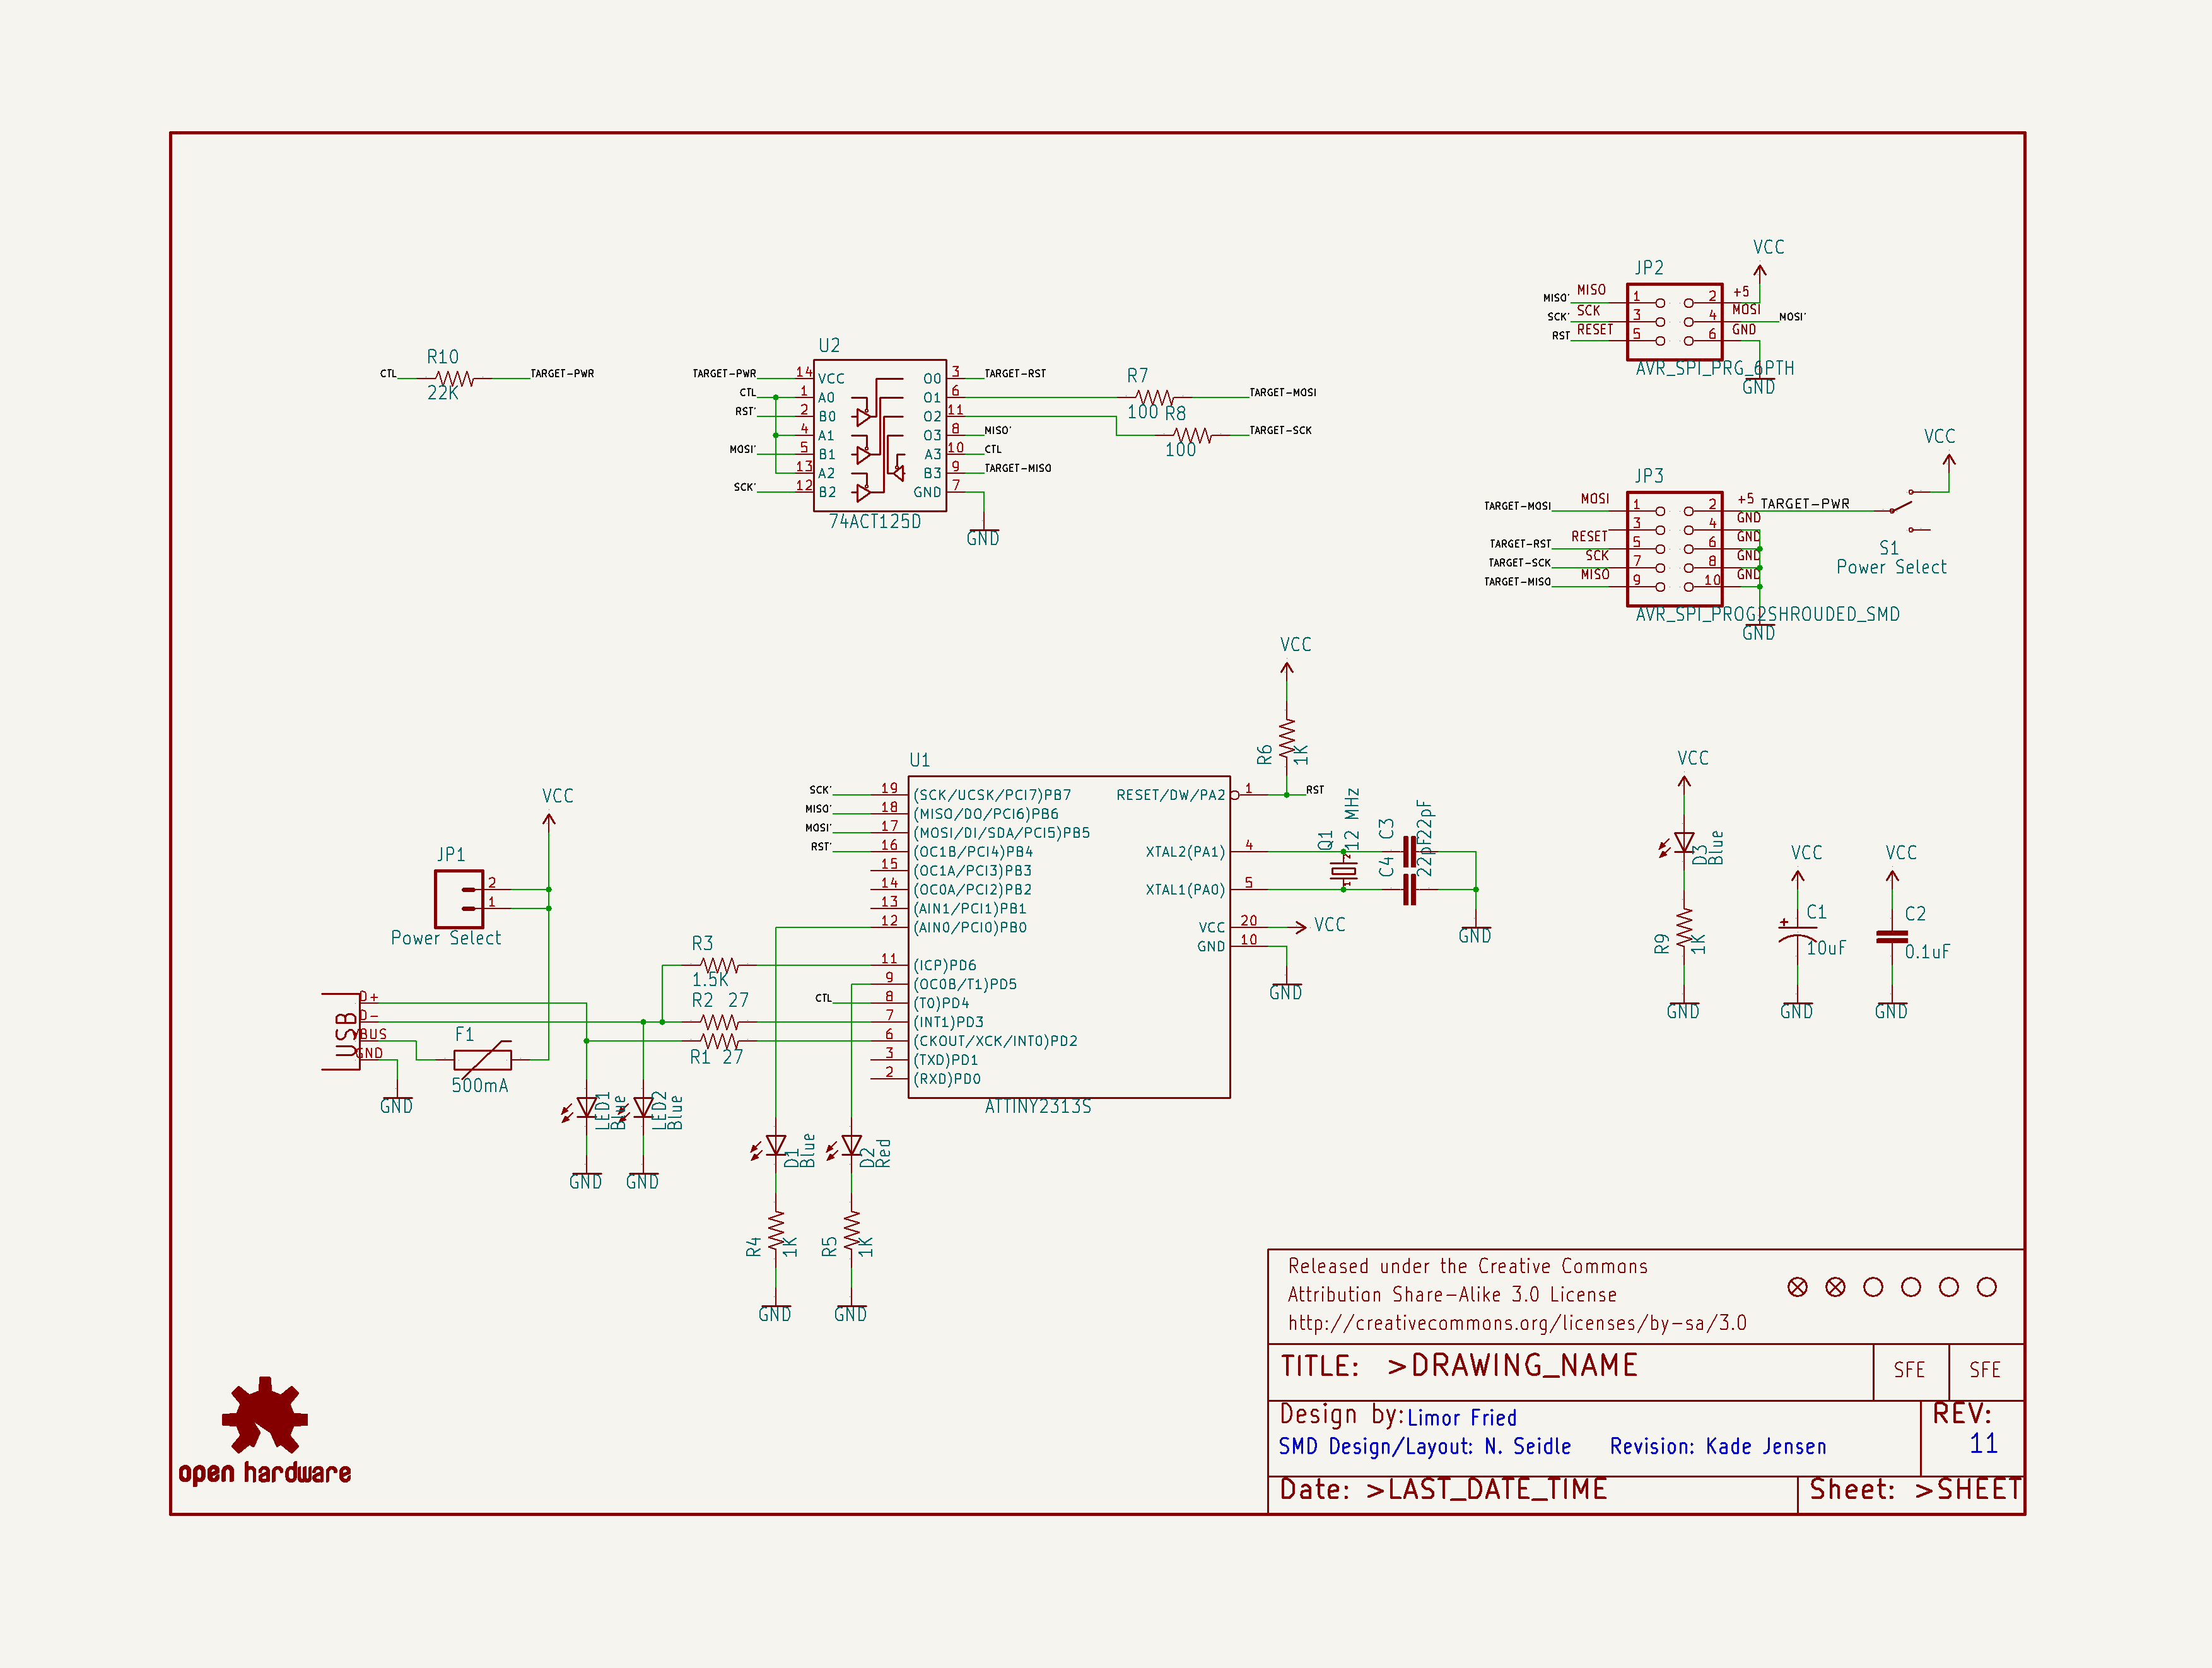 VCC
JP2
MISO' MISO 1 2 +5
SCK' SCK 3 4 MOSI MOSI'
RST RESET 5 6 GND
AVR_SPI_PRG_6PTH
GND
R10
CTL TARGET-PWR
22K
U2
TARGET-PWR 14 VCC O0 3 TARGET-RST
CTL 1 A0 O1 6
RST' 2 B0 O2 11
4 A1 O3 8 MISO'
MOSI' 5 B1 A3 10 CTL
13 A2 B3 9 TARGET-MISO
SCK' 12 B2 GND 7
74ACT125D
GND
R7
100
TARGET-MOSI
R8
100
TARGET-SCK
VCC
JP3
TARGET-MOSI MOSI 1 2 +5 TARGET-PWR
3 4 GND
TARGET-RST RESET 5 6 GND
TARGET-SCK SCK 7 8 GND
TARGET-MISO MISO 9 10 GND
AVR_SPI_PROG2SHROUDED_SMD
GND
S1
Power Select
VCC
R6
1K
RST
U1
SCK' 19 (SCK/UCSK/PCI7)PB7 RESET/DW/PA2 1
MISO' 18 (MISO/DO/PCI6)PB6
MOSI' 17 (MOSI/DI/SDA/PCI5)PB5
RST' 16 (OC1B/PCI4)PB4 XTAL2(PA1) 4
15 (OC1A/PCI3)PB3
14 (OC0A/PCI2)PB2 XTAL1(PA0) 5
13 (AIN1/PCI1)PB1
12 (AIN0/PCI0)PB0 VCC 20 VCC
GND 10
11 (ICP)PD6
9 (OC0B/T1)PD5
CTL 8 (T0)PD4
7 (INT1)PD3
6 (CKOUT/XCK/INT0)PD2
3 (TXD)PD1
2 (RXD)PD0
ATTINY2313S
GND
Q1
12 MHz
2
1
C3
22pF
C4
22pF
GND
VCC
D3
Blue
R9
1K
GND
VCC
C1
10uF
GND
VCC
C2
0.1uF
GND
VCC
JP1
2
1
Power Select
R3
1.5K
R2 27
R1 27
USB
D+
D-
VBUS
GND
F1
500mA
GND
LED1
Blue
GND
LED2
Blue
GND
D1
Blue
R4
1K
GND
D2
Red
R5
1K
GND
Released under the Creative Commons
Attribution Share-Alike 3.0 License
http://creativecommons.org/licenses/by-sa/3.0
TITLE: >DRAWING_NAME SFE SFE
Design by: Limor Fried REV:
SMD Design/Layout: N. Seidle Revision: Kade Jensen 11
Date: >LAST_DATE_TIME Sheet: >SHEET
open hardware